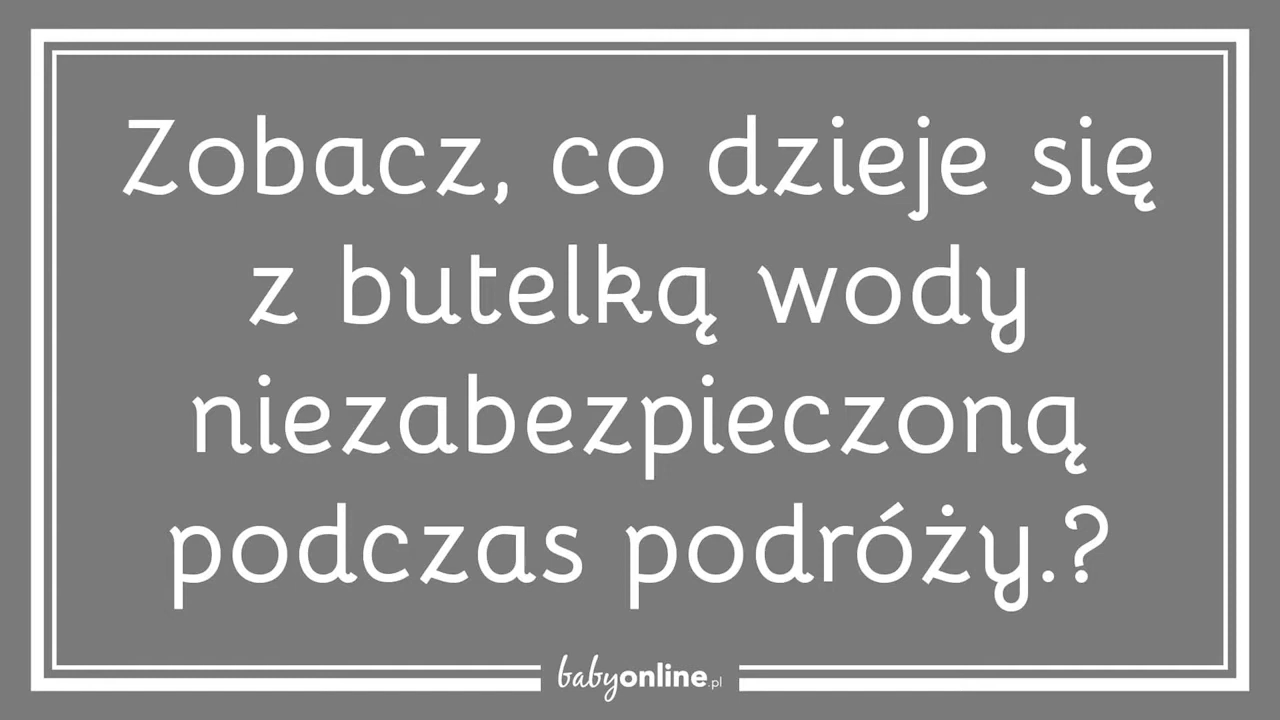 Zobacz, co dzieje się
z butelką wody
niezabezpieczoną
podczas podróży.?
babyonline.pl